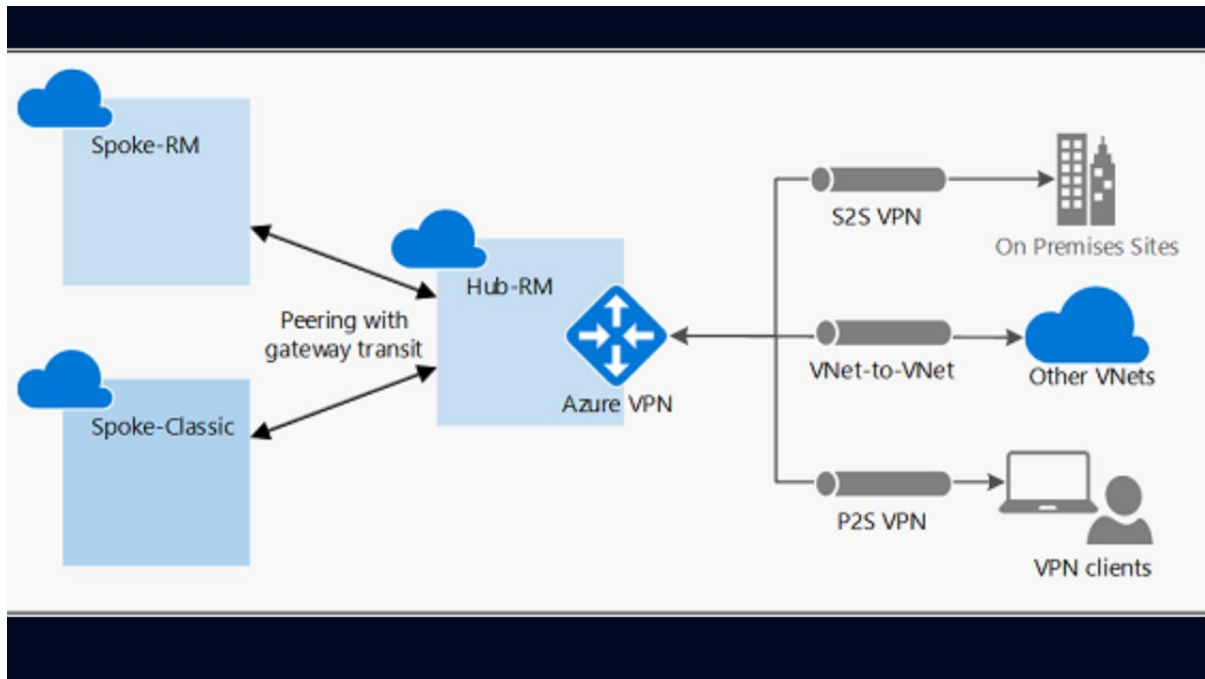 Spoke-RM
Hub-RM
Peering with
gateway transit
Spoke-Classic
Azure VPN
S2S VPN
On Premises Sites
VNet-to-VNet
Other VNets
P2S VPN
VPN clients